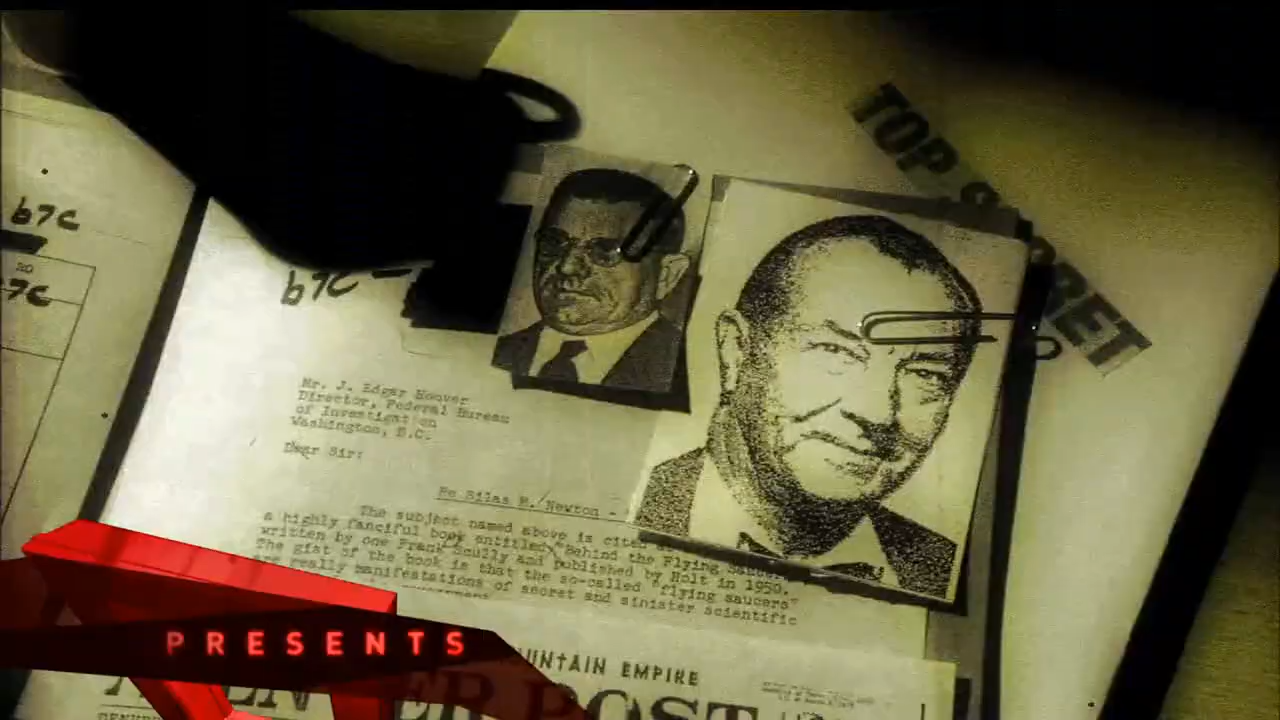 TOP SECRET
b7C
b7C
b7C
Mr. J. Edgar Hoover
Director, Federal Bureau
of Investigation
Washington, D.C.
Dear Sir:
Re Silas M. Newton -
The subject named above is cited
a highly fanciful book entitled "Behind the Flying Saucers"
written by one Frank Scully and published by Holt in 1950.
The gist of the book is that the so-called "flying saucers"
are really manifestations of secret and sinister scientific
PRESENTS
EMPIRE
POST